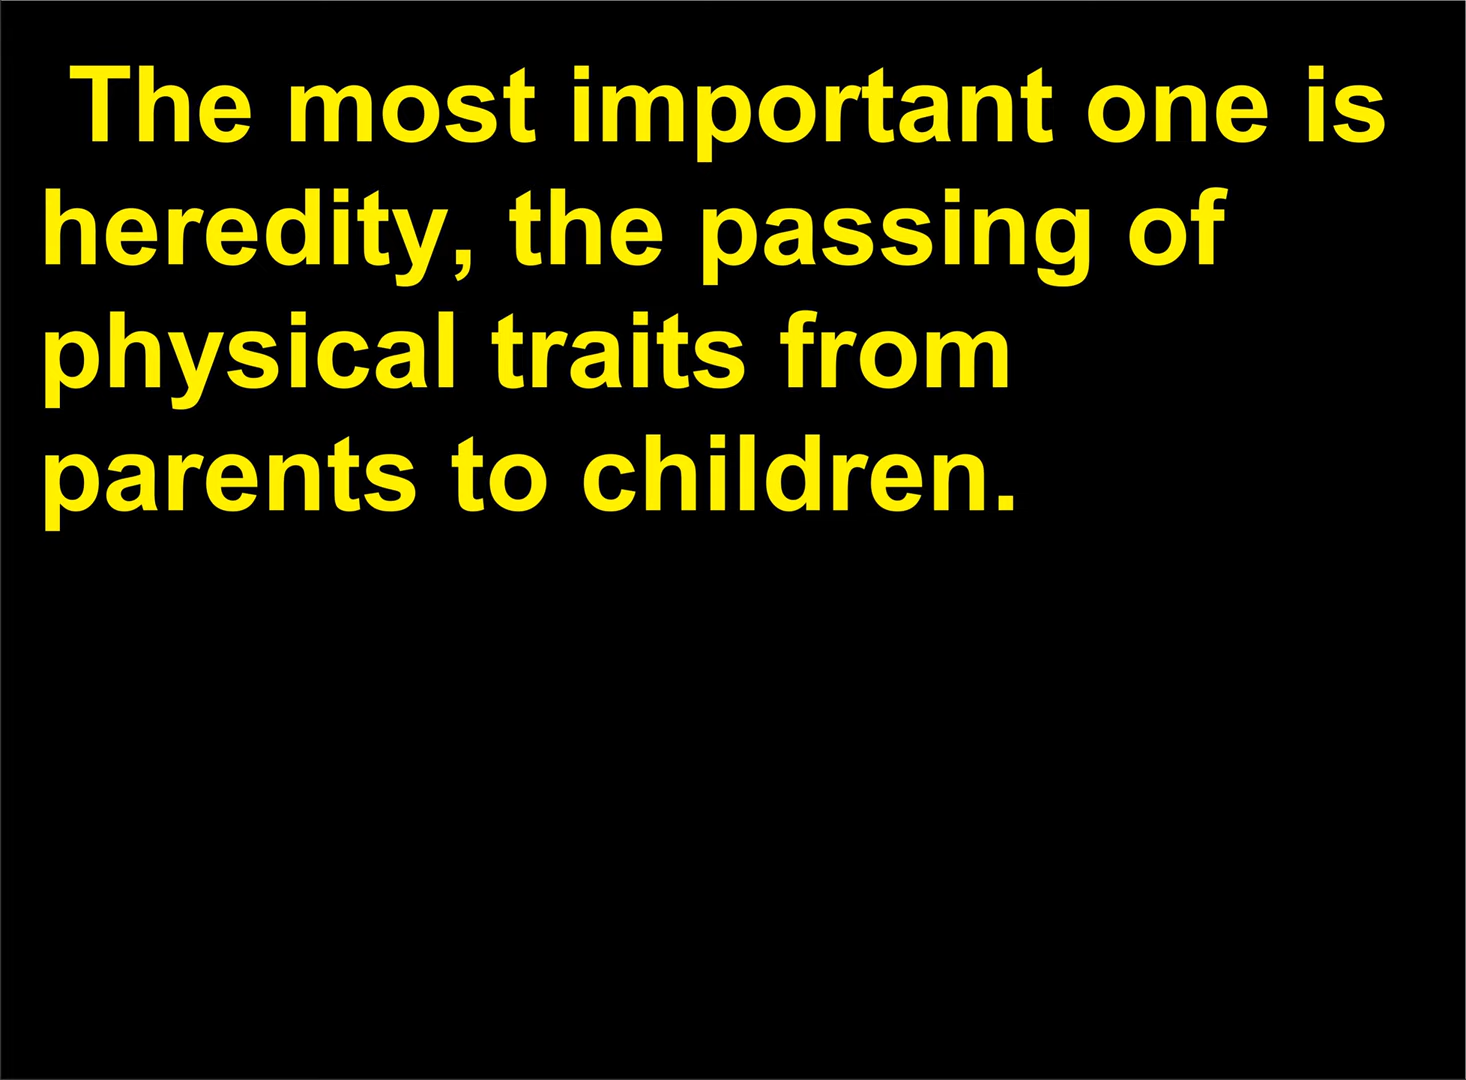 The most important one is
heredity, the passing of
physical traits from
parents to children.